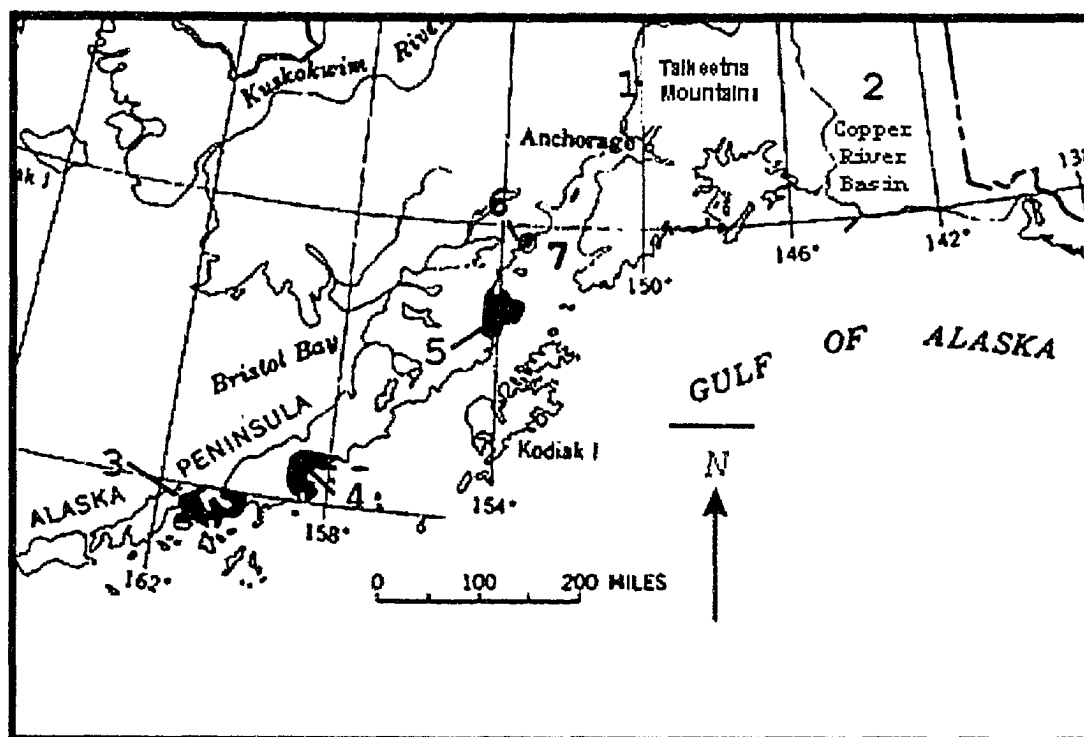 Kuskokwim River
1
Talkeetna
Mountains
2
Copper
River
Basin
Anchorage
138
6
7
142°
146°
150°
5
Bristol Bay
GULF OF ALASKA
PENINSULA
Kodiak I
N
3
4
ALASKA
154°
158°
162°
0 100 200 MILES